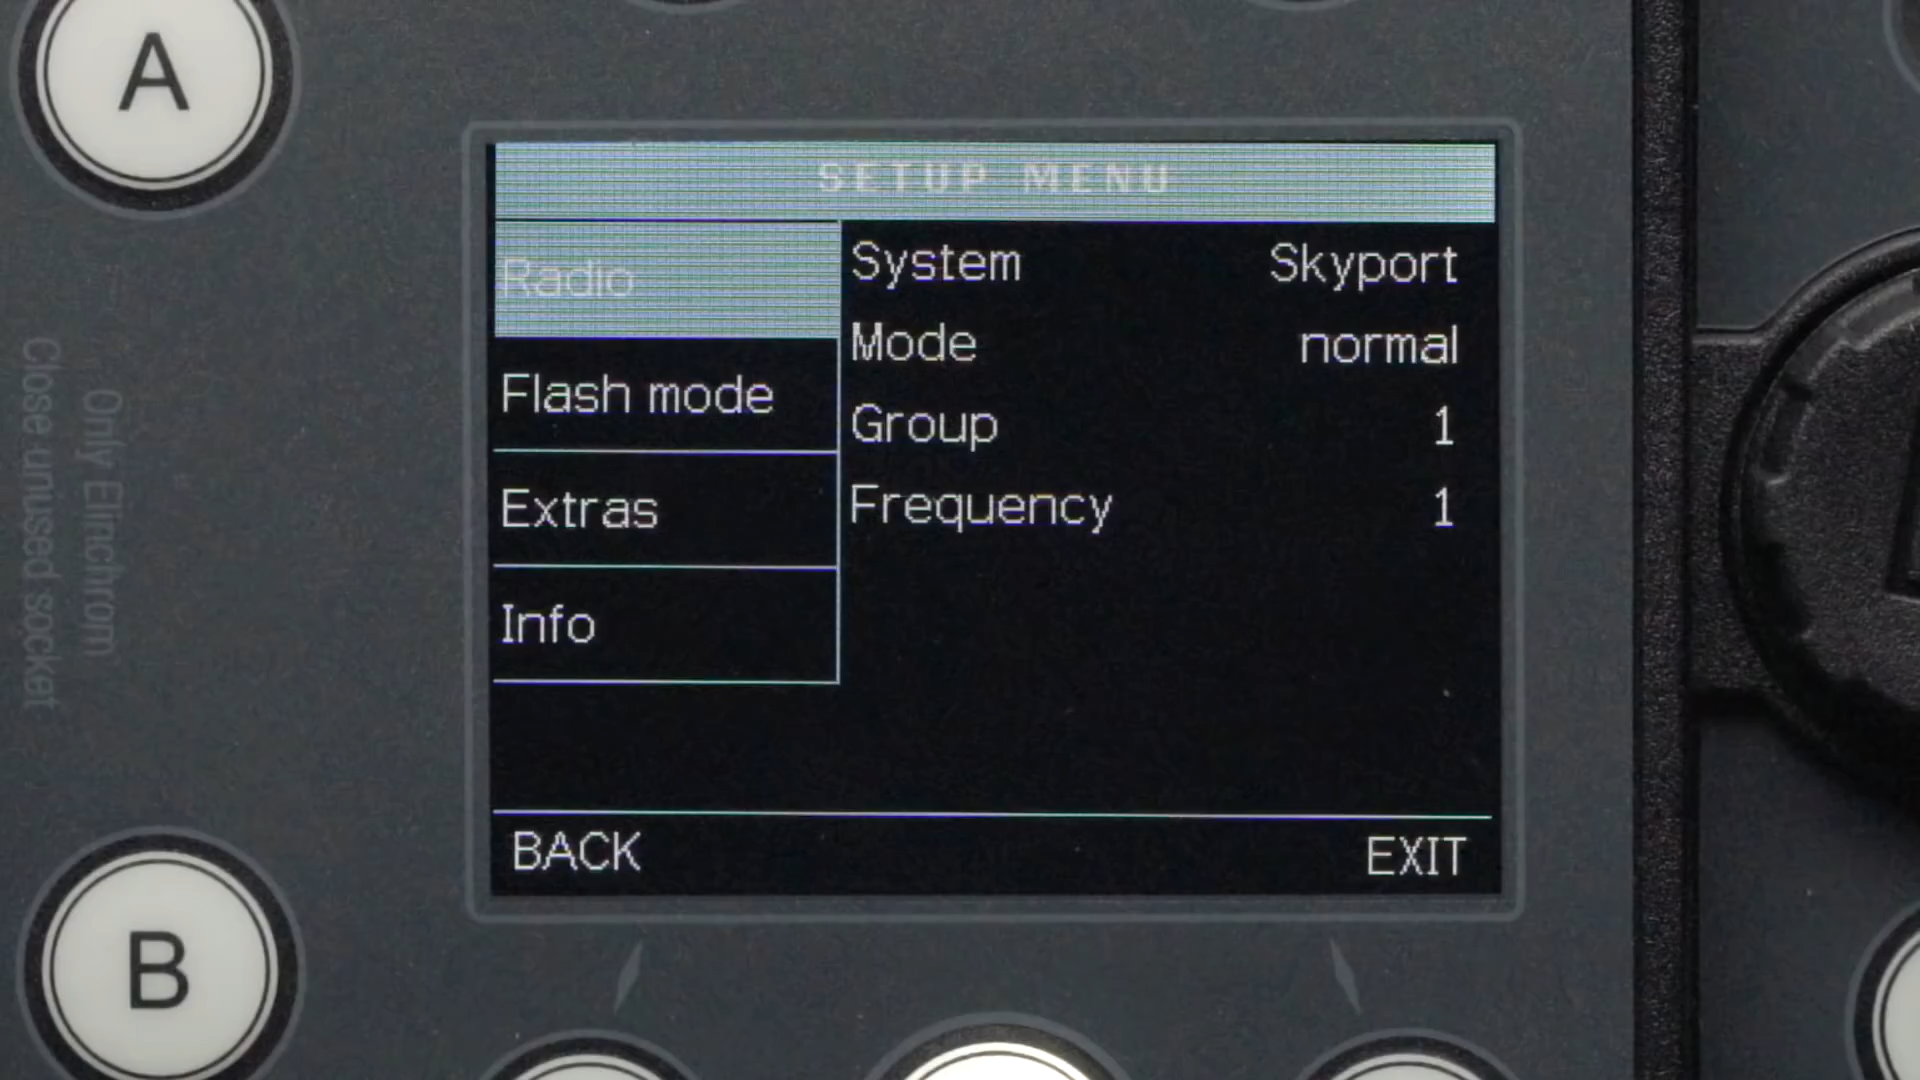 A
SETUP MENU
Radio
System Skyport
Mode normal
Flash mode
Group 1
Extras
Frequency 1
Info
BACK EXIT
B
Only Elinchrom
Close unused socket